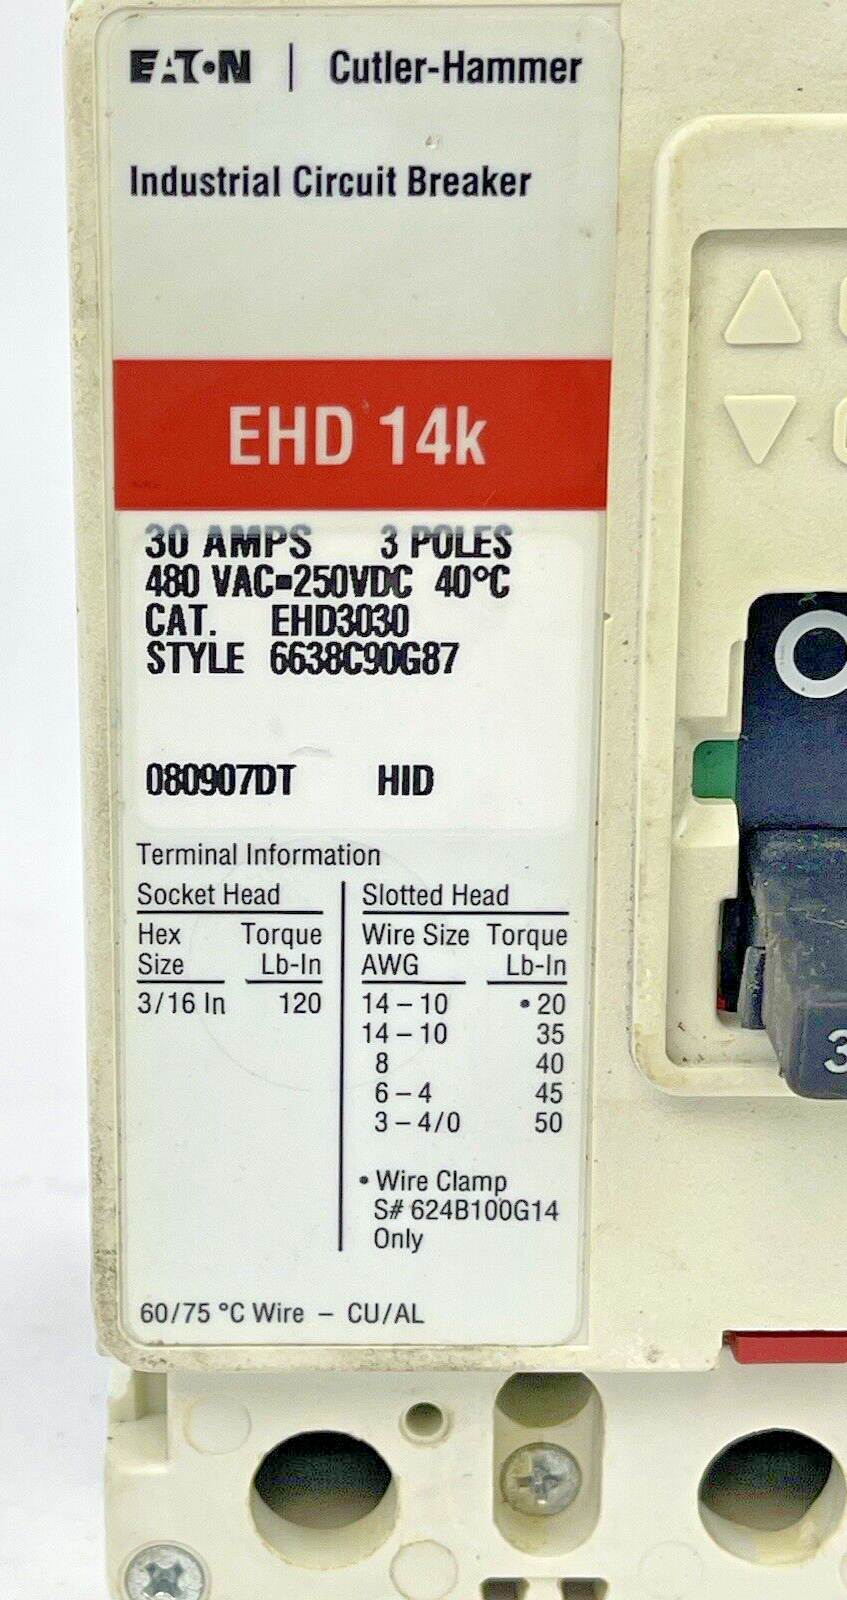 EATON | Cutler-Hammer
Industrial Circuit Breaker
EHD 14k
30 AMPS 3 POLES
480 VAC▪250VDC 40°C
CAT. EHD3030
STYLE 6638C90G87
080907DT HID
Terminal Information
Socket Head Slotted Head
Hex Torque Wire Size Torque
Size Lb-In AWG Lb-In
3/16 In 120 14 – 10 • 20
14 – 10 35
8 40
6 – 4 45
3 – 4/0 50
• Wire Clamp
S# 624B100G14
Only
60/75 °C Wire – CU/AL
O
3